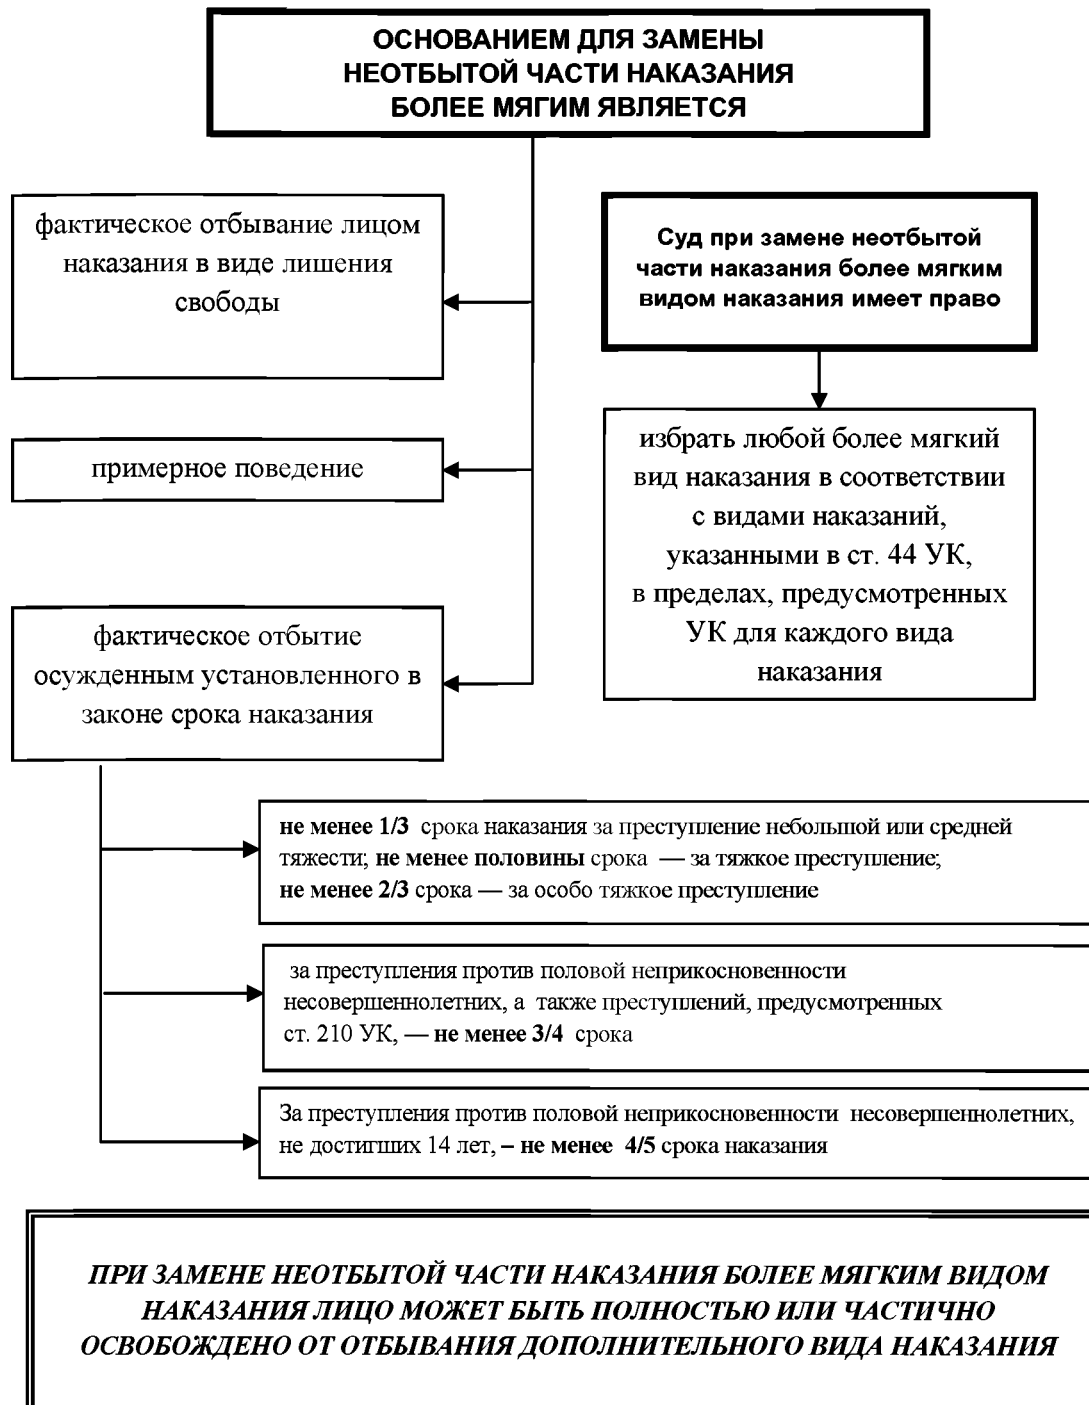 ОСНОВАНИЕМ ДЛЯ ЗАМЕНЫ
НЕОТБЫТОЙ ЧАСТИ НАКАЗАНИЯ
БОЛЕЕ МЯГИМ ЯВЛЯЕТСЯ
фактическое отбывание лицом
наказания в виде лишения
свободы
примерное поведение
фактическое отбытие
осужденным установленного в
законе срока наказания
Суд при замене неотбытой
части наказания более мягким
видом наказания имеет право
избрать любой более мягкий
вид наказания в соответствии
с видами наказаний,
указанными в ст. 44 УК,
в пределах, предусмотренных
УК для каждого вида
наказания
не менее 1/3 срока наказания за преступление небольшой или средней
тяжести; не менее половины срока — за тяжкое преступление;
не менее 2/3 срока — за особо тяжкое преступление
за преступления против половой неприкосновенности
несовершеннолетних, а также преступлений, предусмотренных
ст. 210 УК, — не менее 3/4 срока
За преступления против половой неприкосновенности несовершеннолетних,
не достигших 14 лет, – не менее 4/5 срока наказания
ПРИ ЗАМЕНЕ НЕОТБЫТОЙ ЧАСТИ НАКАЗАНИЯ БОЛЕЕ МЯГКИМ ВИДОМ
НАКАЗАНИЯ ЛИЦО МОЖЕТ БЫТЬ ПОЛНОСТЬЮ ИЛИ ЧАСТИЧНО
ОСВОБОЖДЕНО ОТ ОТБЫВАНИЯ ДОПОЛНИТЕЛЬНОГО ВИДА НАКАЗАНИЯ